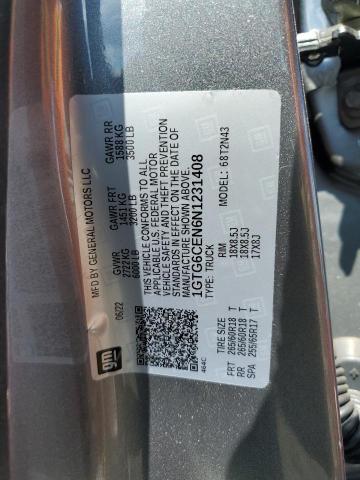 MFD BY GENERAL MOTORS LLC
06/22 GVWR GAWR FRT GAWR RR
2722 KG 1451 KG 1588 KG
6000 LB 3200 LB 3500 LB
THIS VEHICLE CONFORMS TO ALL
APPLICABLE U.S. FEDERAL MOTOR
VEHICLE SAFETY AND THEFT PREVENTION
STANDARDS IN EFFECT ON THE DATE OF
MANUFACTURE SHOWN ABOVE.
1GTG6CEN6N1231408
TYPE: TRUCK MODEL: 68T2N43
gm
464C
TIRE SIZE RIM
FRT 265/60R18 T 18X8.5J
RR 265/60R18 T 18X8.5J
SPA 255/65R17 T 17X8J